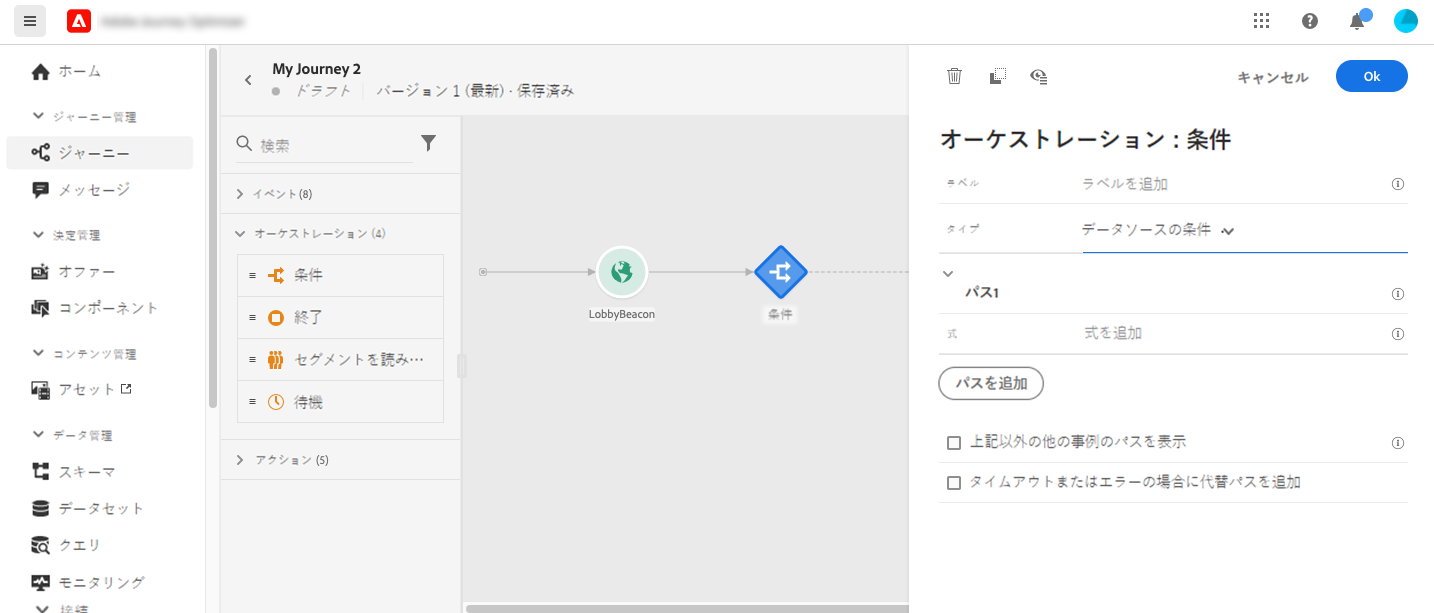 Adobe Journey Optimizer
ホーム
ジャーニー管理
ジャーニー
メッセージ
決定管理
オファー
コンポーネント
コンテンツ管理
アセット
データ管理
スキーマ
データセット
クエリ
モニタリング
接続
My Journey 2
ドラフト
バージョン 1 (最新) · 保存済み
検索
イベント(8)
オーケストレーション (4)
条件
終了
セグメントを読み…
待機
アクション (5)
LobbyBeacon
条件
キャンセル
Ok
オーケストレーション : 条件
ラベル
ラベルを追加
タイプ
データソースの条件
パス1
式
式を追加
パスを追加
上記以外の他の事例のパスを表示
タイムアウトまたはエラーの場合に代替パスを追加